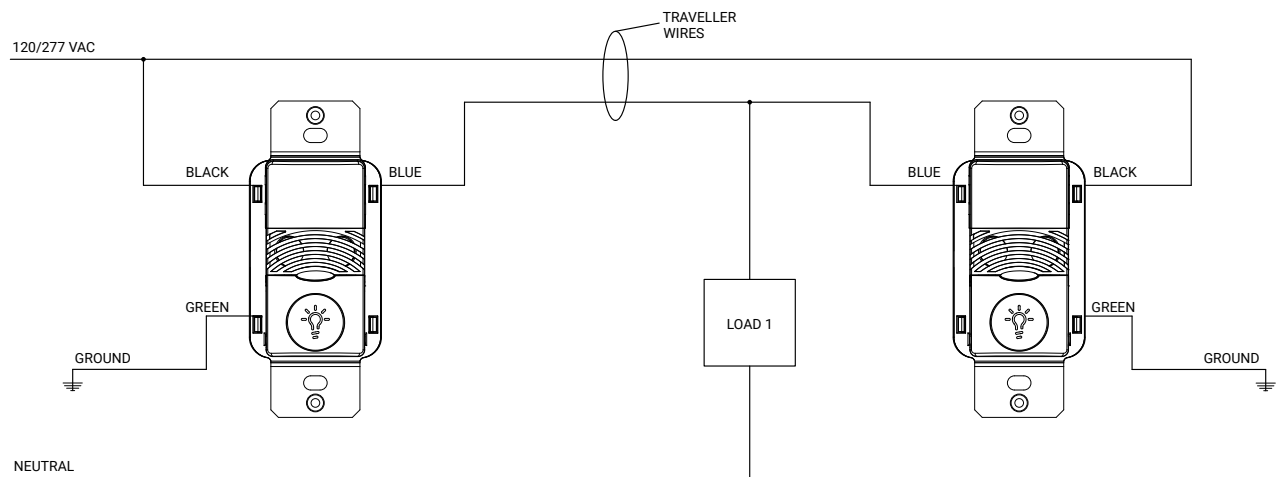 TRAVELLER
WIRES
120/277 VAC
BLACK
BLUE
BLUE
BLACK
GREEN
LOAD 1
GREEN
GROUND
GROUND
NEUTRAL